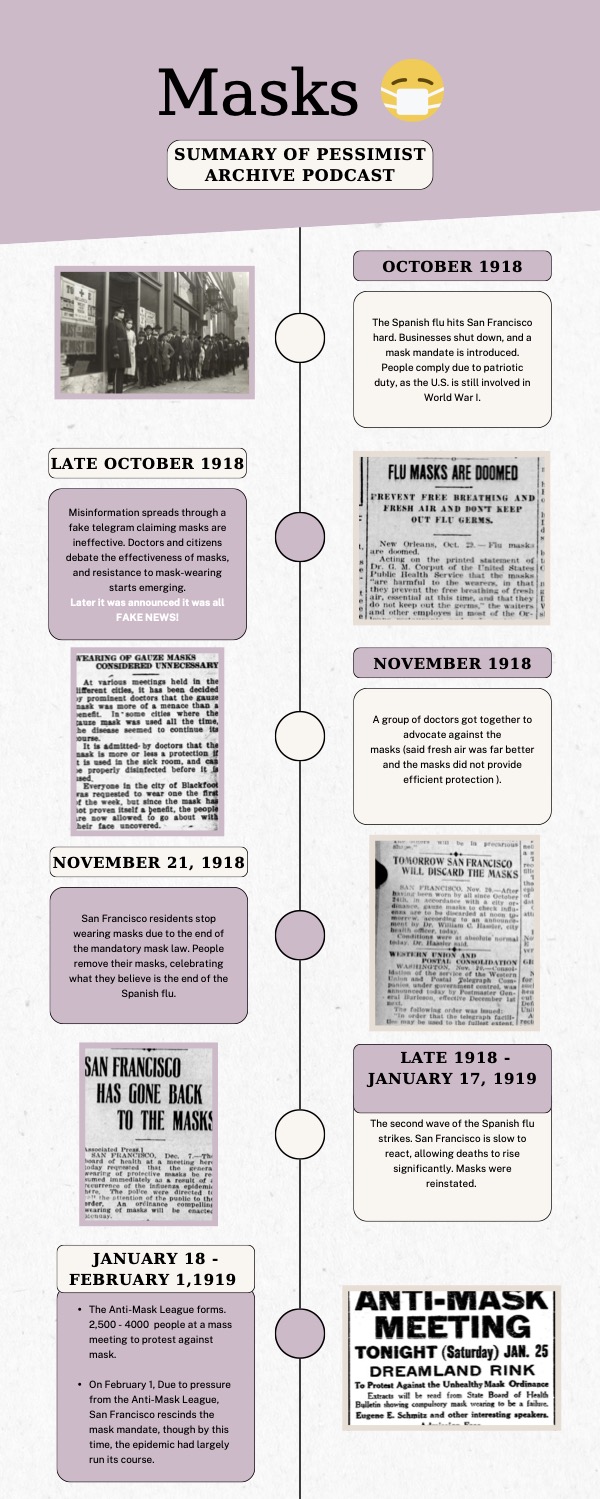 Masks
SUMMARY OF PESSIMIST
ARCHIVE PODCAST
OCTOBER 1918
The Spanish flu hits San Francisco
hard. Businesses shut down, and a
mask mandate is introduced.
People comply due to patriotic
duty, as the U.S. is still involved in
World War I.
LATE OCTOBER 1918
Misinformation spreads through a
fake telegram claiming masks are
ineffective. Doctors and citizens
debate the effectiveness of masks,
and resistance to mask-wearing
starts emerging.
Later it was announced it was all
FAKE NEWS!
FLU MASKS ARE DOOMED
PREVENT FREE BREATHING AND
FRESH AIR AND DON'T KEEP
OUT FLU GERMS.
New Orleans, Oct. 29.—Flu masks
are doomed.
Acting on the printed statement of
Dr. G. M. Corput of the United States
Public Health Service that the masks
"are harmful to the wearers, in that
they prevent the free breathing of fresh
air, essential at this time, and that they
do not keep out the germs," the waiters
and other employes in most of the Or-
WEARING OF GAUZE MASKS
CONSIDERED UNNECESSARY
At various meetings held in the
different cities, it has been decided
by prominent doctors that the gauze
mask was more of a menace than a
benefit. In some cities where the
gauze mask was used all the time,
the disease seemed to continue its
course.
It is admitted by doctors that the
mask is more or less a protection if
it is used in the sick room, and can
be properly disinfected before it is
used.
Everyone in the city of Blackfoot
was requested to wear one the first
of the week, but since the mask has
not proven itself a benefit, the people
are now allowed to go about with
their face uncovered.
NOVEMBER 1918
A group of doctors got together to
advocate against the
masks (said fresh air was far better
and the masks did not provide
efficient protection ).
NOVEMBER 21, 1918
San Francisco residents stop
wearing masks due to the end of
the mandatory mask law. People
remove their masks, celebrating
what they believe is the end of the
Spanish flu.
TOMORROW SAN FRANCISCO
WILL DISCARD THE MASKS
SAN FRANCISCO, Nov. 20.—After
having been worn by all since October
24th, in accordance with a city or-
dinance, gauze masks to check influ-
enza are to be discarded at noon to-
morrow, according to an announce-
ment by Dr. William C. Hassler, city
health officer, today.
Conditions were at absolute normal
today, Dr. Hassler said.
WESTERN UNION AND
POSTAL CONSOLIDATION
WASHINGTON, Nov. 20.—Consol-
idation of the service of the Western
Union and Postal Telegraph Com-
panies, under government control, was
announced today by Postmaster Gen-
eral Burleson, effective December 1st
next.
The following order was issued:
"In order that the telegraph facili-
ties may be used to the fullest extent,
SAN FRANCISCO
HAS GONE BACK
TO THE MASKS
Associated Press.]
SAN FRANCISCO, Dec. 7.—The
board of health at a meeting here
today requested that the general
wearing of protective masks be re-
sumed immediately as a result of
recurrence of the influenza epidemic
here. The police were directed to
call the attention of the public to the
order. An ordinance compelling
wearing of masks will be enacted
LATE 1918 -
JANUARY 17, 1919
The second wave of the Spanish flu
strikes. San Francisco is slow to
react, allowing deaths to rise
significantly. Masks were
reinstated.
JANUARY 18 -
FEBRUARY 1,1919
• The Anti-Mask League forms.
2,500 - 4000 people at a mass
meeting to protest against
mask.
• On February 1, Due to pressure
from the Anti-Mask League,
San Francisco rescinds the
mask mandate, though by this
time, the epidemic had largely
run its course.
ANTI-MASK
MEETING
TONIGHT (Saturday) JAN. 25
DREAMLAND RINK
To Protest Against the Unhealthy Mask Ordinance
Extracts will be read from State Board of Health
Bulletin showing compulsory mask wearing to be a failure.
Eugene E. Schmitz and other interesting speakers.